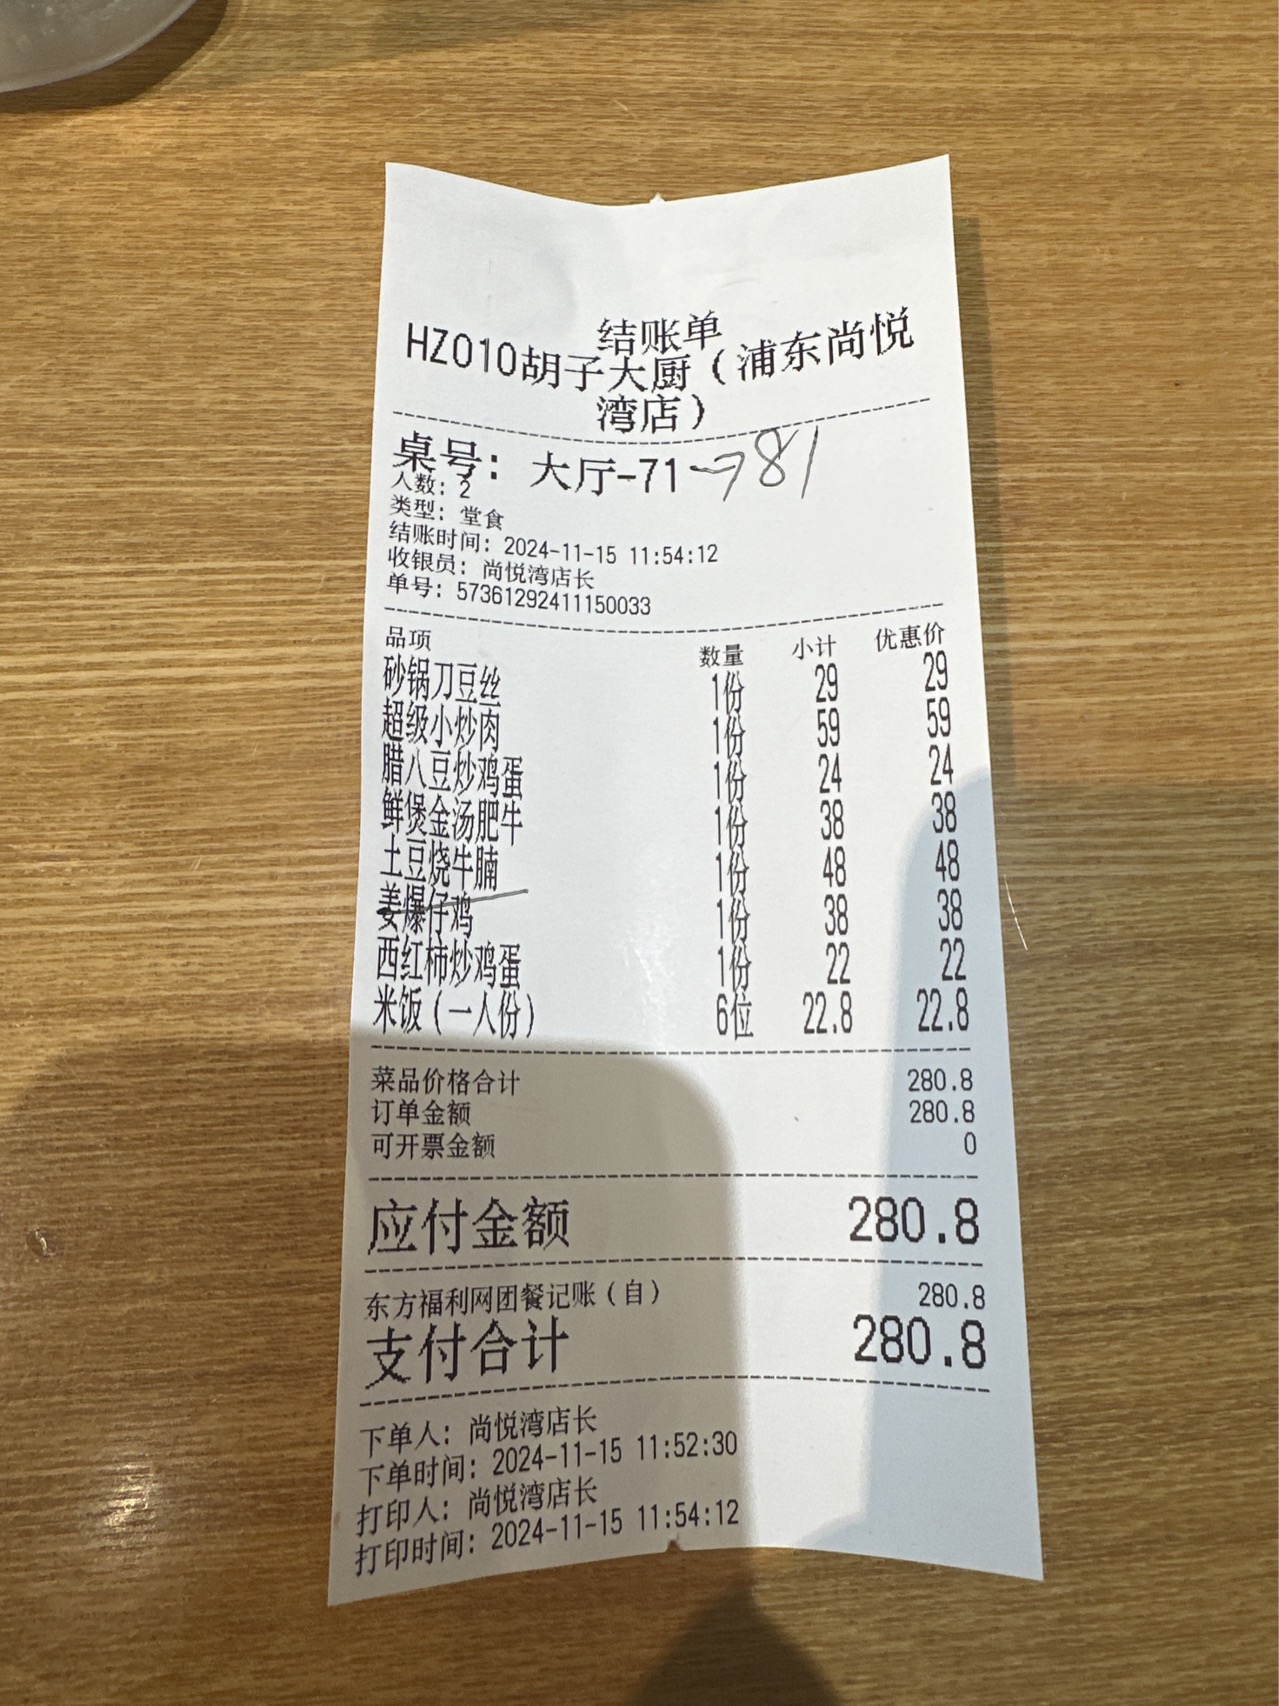 结账单
HZ010胡子大厨（浦东尚悦
湾店）
桌号：大厅-71→81
人数：2
类型：堂食
结账时间：2024-11-15 11:54:12
收银员：尚悦湾店长
单号：57361292411150033
品项 数量 小计 优惠价
砂锅刀豆丝 1份 29 29
超级小炒肉 1份 59 59
腊八豆炒鸡蛋 1份 24 24
鲜煲金汤肥牛 1份 38 38
土豆烧牛腩 1份 48 48
姜爆仔鸡 1份 38 38
西红柿炒鸡蛋 1份 22 22
米饭（一人份） 6位 22.8 22.8
菜品价格合计 280.8
订单金额 280.8
可开票金额 0
应付金额 280.8
东方福利网团餐记账（自） 280.8
支付合计 280.8
下单人：尚悦湾店长
下单时间：2024-11-15 11:52:30
打印人：尚悦湾店长
打印时间：2024-11-15 11:54:12